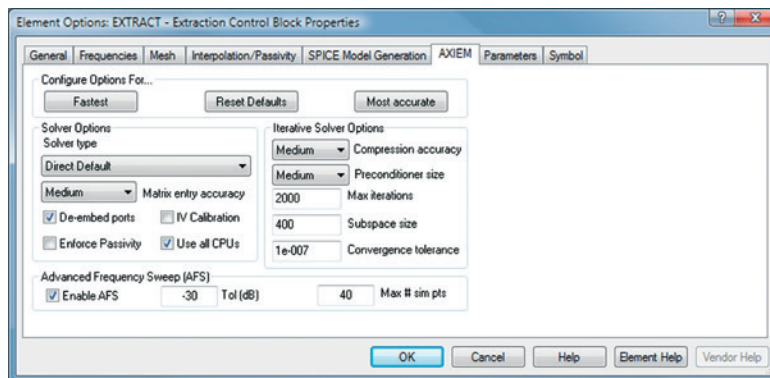 Element Options: EXTRACT - Extraction Control Block Properties
General Frequencies Mesh Interpolation/Passivity SPICE Model Generation AXIEM Parameters Symbol
Configure Options For...
Fastest Reset Defaults Most accurate
Solver Options
Solver type
Direct Default
Medium Matrix entry accuracy
De-embed ports IV Calibration
Enforce Passivity Use all CPUs
Iterative Solver Options
Medium Compression accuracy
Medium Preconditioner size
2000 Max iterations
400 Subspace size
1e-007 Convergence tolerance
Advanced Frequency Sweep (AFS)
Enable AFS -30 Tol (dB) 40 Max # sim pts
OK Cancel Help Element Help Vendor Help